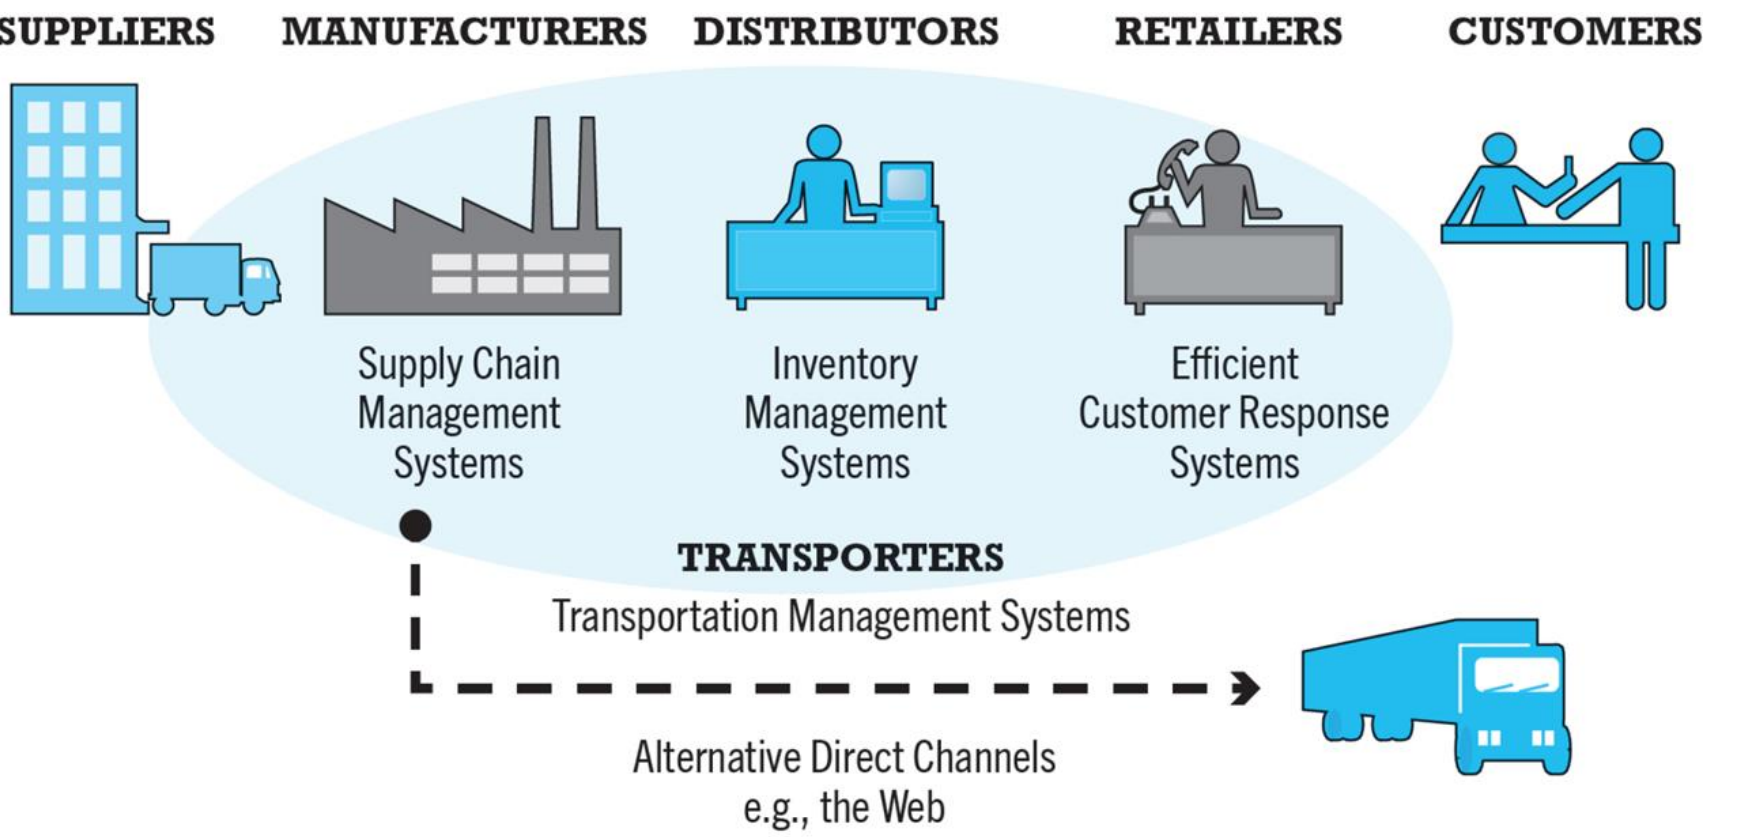 SUPPLIERS MANUFACTURERS DISTRIBUTORS RETAILERS CUSTOMERS
Supply Chain
Management
Systems
Inventory
Management
Systems
Efficient
Customer Response
Systems
TRANSPORTERS
Transportation Management Systems
Alternative Direct Channels
e.g., the Web